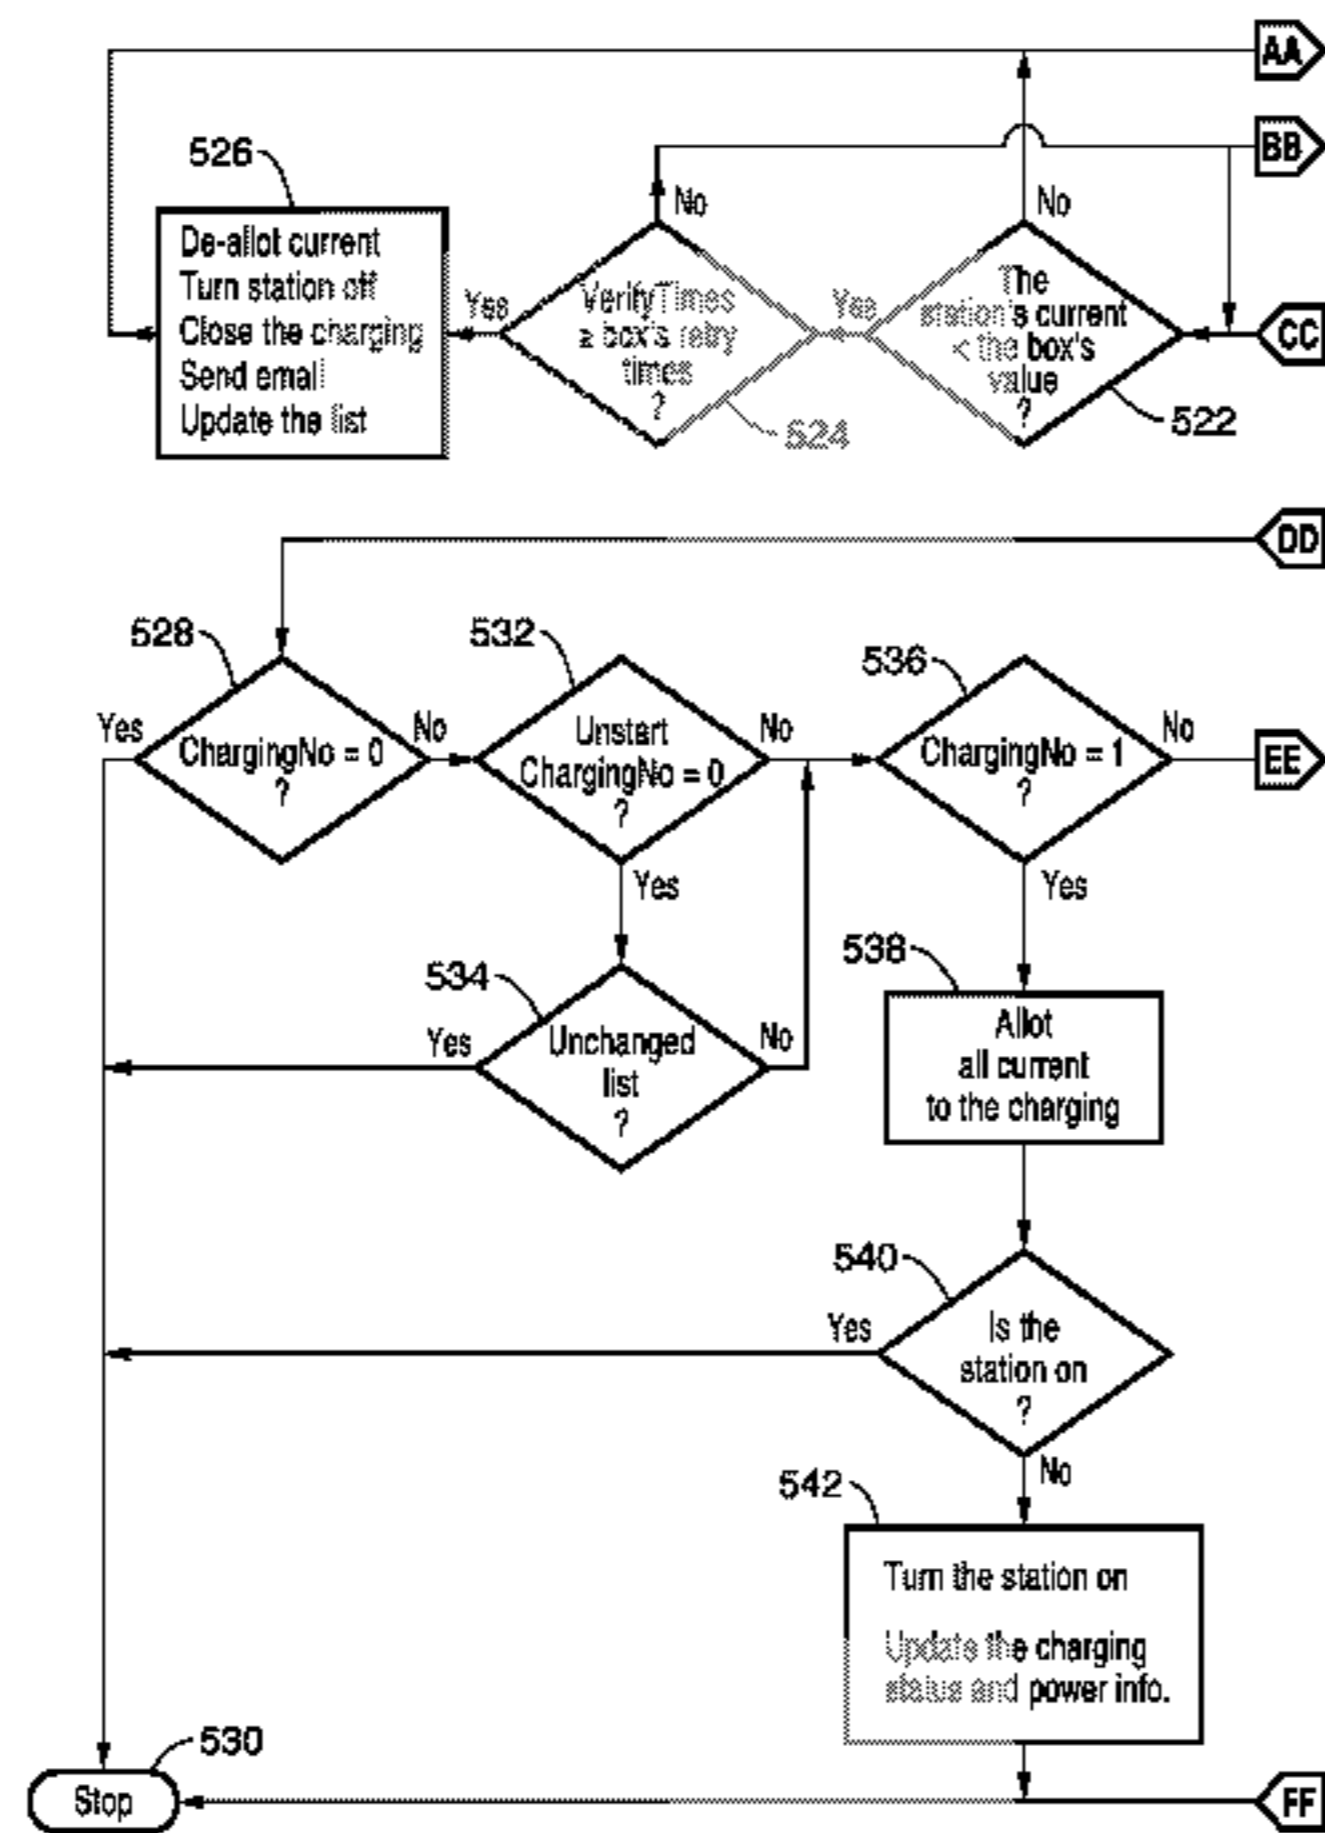 AA
BB
526
No
No
De-allot current
Turn station off
Close the charging
Send email
Update the list
Yes
VerifyTimes
≥ box's retry
times
?
Yes
The
station's current
< the box's
value
?
CC
524
522
DD
528
532
536
Yes
ChargingNo = 0
?
No
Unstart
ChargingNo = 0
?
No
ChargingNo = 1
?
No
EE
Yes
Yes
534
538
Yes
Unchanged
list
?
No
Allot
all current
to the charging
540
Yes
Is the
station on
?
No
542
Turn the station on
Update the charging
status and power info.
530
Stop
FF